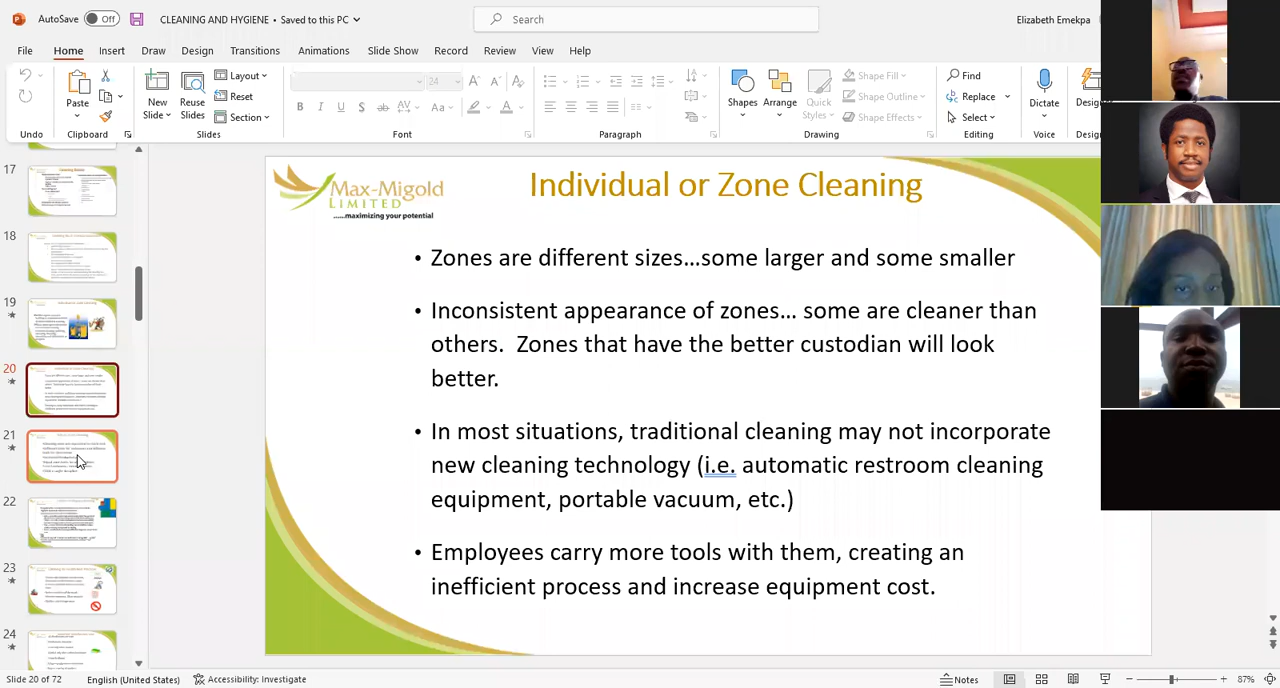 AutoSave Off CLEANING AND HYGIENE • Saved to this PC Search Elizabeth Emekpa
File Home Insert Draw Design Transitions Animations Slide Show Record Review View Help
Paste New Slide Reuse Slides Layout Reset Section 24 Shapes Arrange Quick Styles Shape Fill Shape Outline Shape Effects Find Replace Select Dictate
Undo Clipboard Slides Font Paragraph Drawing Editing Voice
17
18
19
20
21
22
23
24
Max-Migold
LIMITED
......maximizing your potential
Individual or Zone Cleaning
• Zones are different sizes...some larger and some smaller
• Inconsistent appearance of zones... some are cleaner than
others. Zones that have the better custodian will look
• In most situations, traditional cleaning may not incorporate
new cleaning technology (i.e. automatic restroom cleaning
equipment, portable vacuum, etc.)
• Employees carry more tools with them, creating an
inefficient process and increase equipment cost.
Slide 20 of 72 English (United States) Accessibility: Investigate Notes 87%